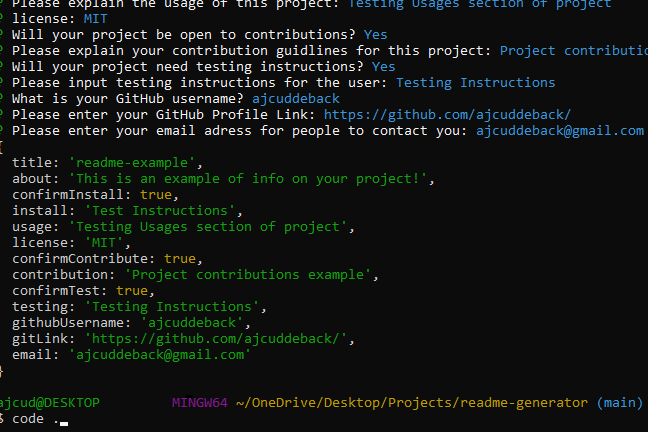 ? Please explain the usage of this project: Testing Usages section of project
? license: MIT
? Will your project be open to contributions? Yes
? Please explain your contribution guidlines for this project: Project contributio
? Will your project need testing instructions? Yes
? Please input testing instructions for the user: Testing Instructions
? What is your GitHub username? ajcuddeback
? Please enter your GitHub Profile Link: https://github.com/ajcuddeback/
? Please enter your email adress for people to contact you: ajcuddeback@gmail.com
{
title: 'readme-example',
about: 'This is an example of info on your project!',
confirmInstall: true,
install: 'Test Instructions',
usage: 'Testing Usages section of project',
license: 'MIT',
confirmContribute: true,
contribution: 'Project contributions example',
confirmTest: true,
testing: 'Testing Instructions',
githubUsername: 'ajcuddeback',
gitLink: 'https://github.com/ajcuddeback/',
email: 'ajcuddeback@gmail.com'
}
ajcud@DESKTOP MINGW64 ~/OneDrive/Desktop/Projects/readme-generator (main)
$ code .